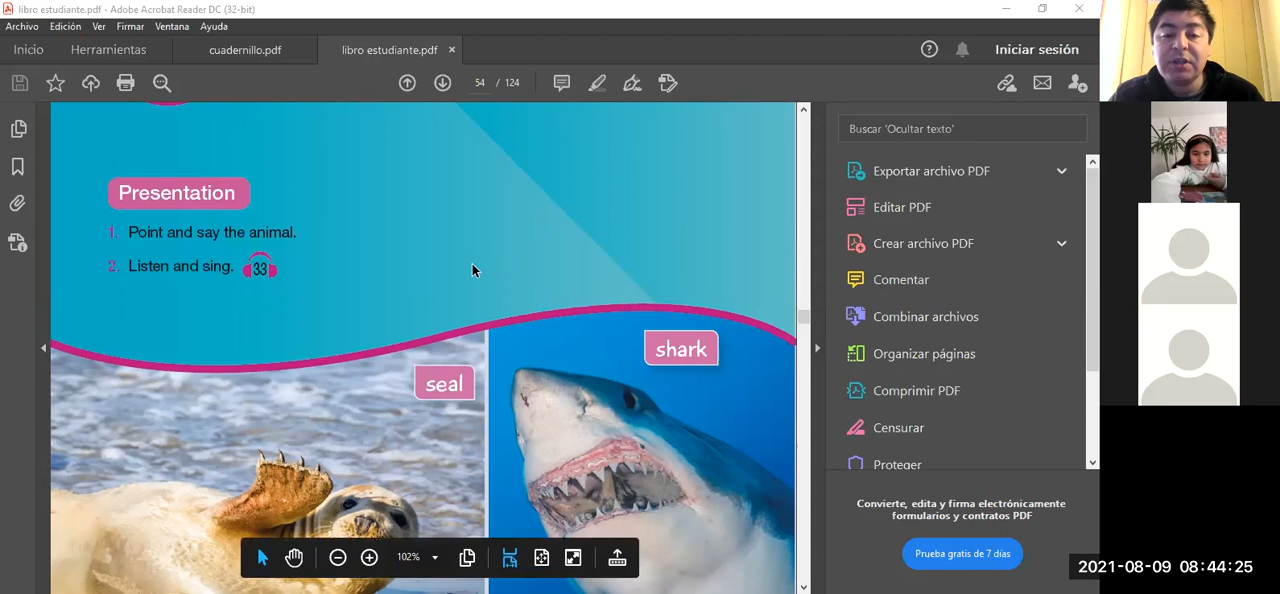 libro estudiante.pdf - Adobe Acrobat Reader DC (32-bit)
Archivo Edición Ver Firmar Ventana Ayuda
Inicio Herramientas cuadernillo.pdf libro estudiante.pdf × Iniciar sesión
54 / 124
Presentation
1. Point and say the animal.
2. Listen and sing. 33
shark
seal
102%
Buscar 'Ocultar texto'
Exportar archivo PDF
Editar PDF
Crear archivo PDF
Comentar
Combinar archivos
Organizar páginas
Comprimir PDF
Censurar
Proteger
Convierte, edita y firma electrónicamente
formularios y contratos PDF
Prueba gratis de 7 días
2021-08-09 08:44:25